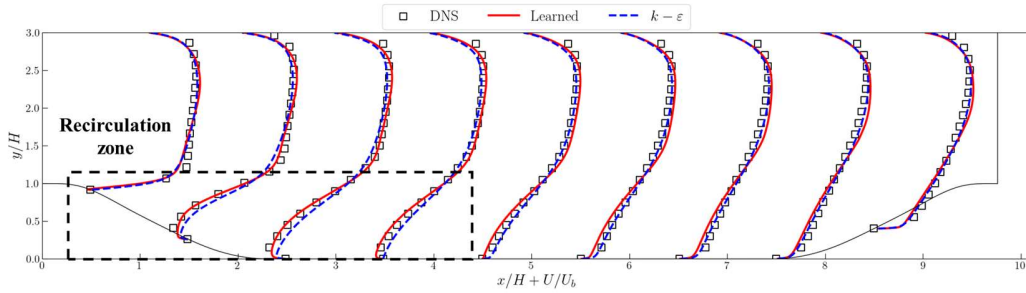 DNS Learned k − ε
3.0
2.5
2.0
1.5
1.0
0.5
0.0
y/H
Recirculation
zone
0 1 2 3 4 5 6 7 8 9 10
x/H + U/U_b